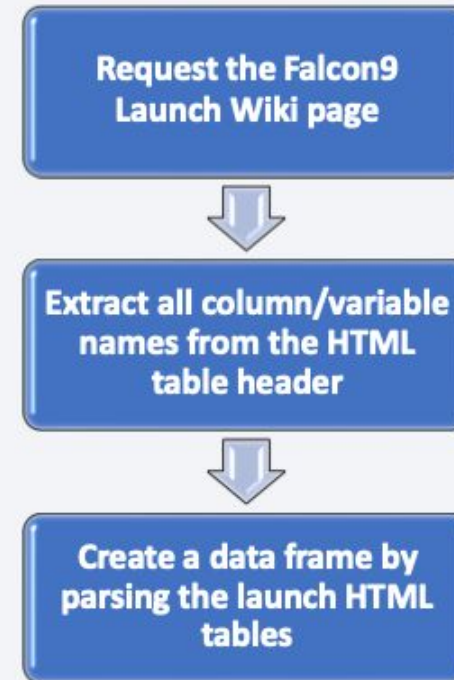 Request the Falcon9
Launch Wiki page
Extract all column/variable
names from the HTML
table header
Create a data frame by
parsing the launch HTML
tables